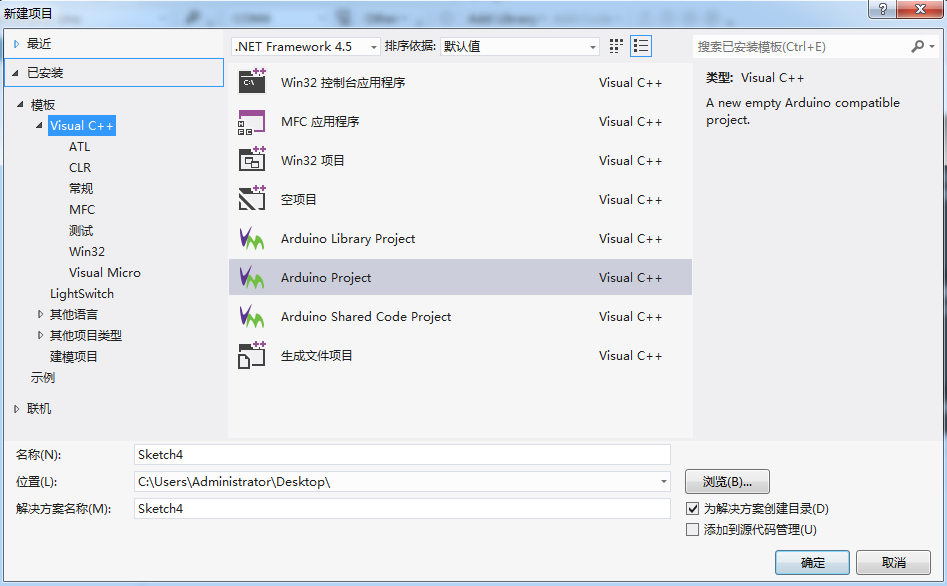 新建项目
最近
.NET Framework 4.5 排序依据: 默认值 搜索已安装模板(Ctrl+E)
已安装
模板
Visual C++
ATL
CLR
常规
MFC
测试
Win32
Visual Micro
LightSwitch
其他语言
其他项目类型
建模项目
示例
联机
Win32 控制台应用程序 Visual C++
MFC 应用程序 Visual C++
Win32 项目 Visual C++
空项目 Visual C++
Arduino Library Project Visual C++
Arduino Project Visual C++
Arduino Shared Code Project Visual C++
生成文件项目 Visual C++
类型: Visual C++
A new empty Arduino compatible
project.
名称(N): Sketch4
位置(L): C:\Users\Administrator\Desktop\ 浏览(B)...
解决方案名称(M): Sketch4 为解决方案创建目录(D)
添加到源代码管理(U)
确定 取消